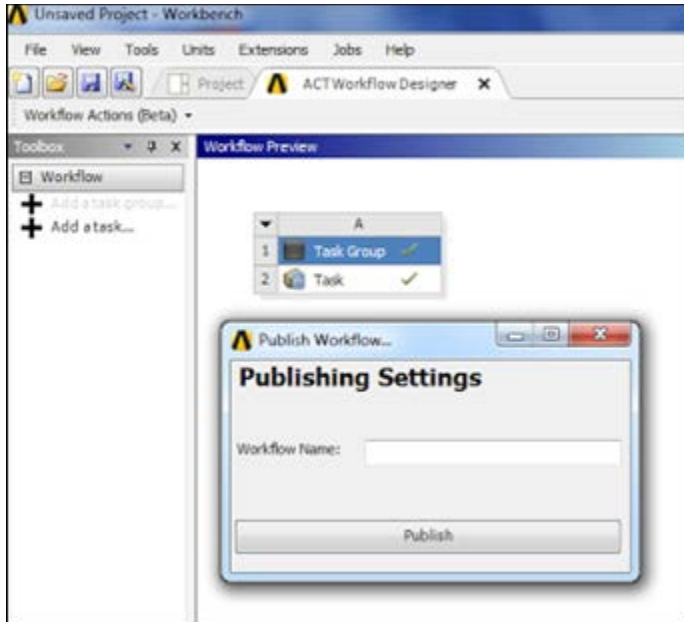 Unsaved Project - Workbench
File View Tools Units Extensions Jobs Help
Project ACT Workflow Designer X
Workflow Actions (Beta)
Toolbox X Workflow Preview
Workflow
Add a task group...
Add a task...
A
1 Task Group
2 Task
Publish Workflow...
Publishing Settings
Workflow Name:
Publish